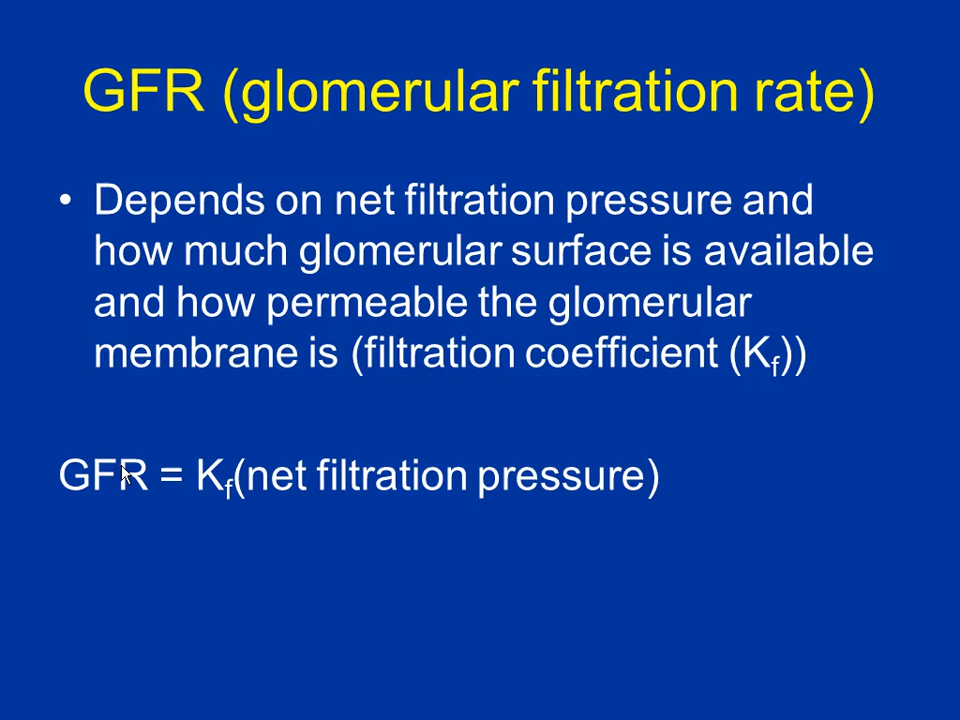 GFR (glomerular filtration rate)
• Depends on net filtration pressure and
how much glomerular surface is available
and how permeable the glomerular
membrane is (filtration coefficient (Kf))
GFR = Kf(net filtration pressure)